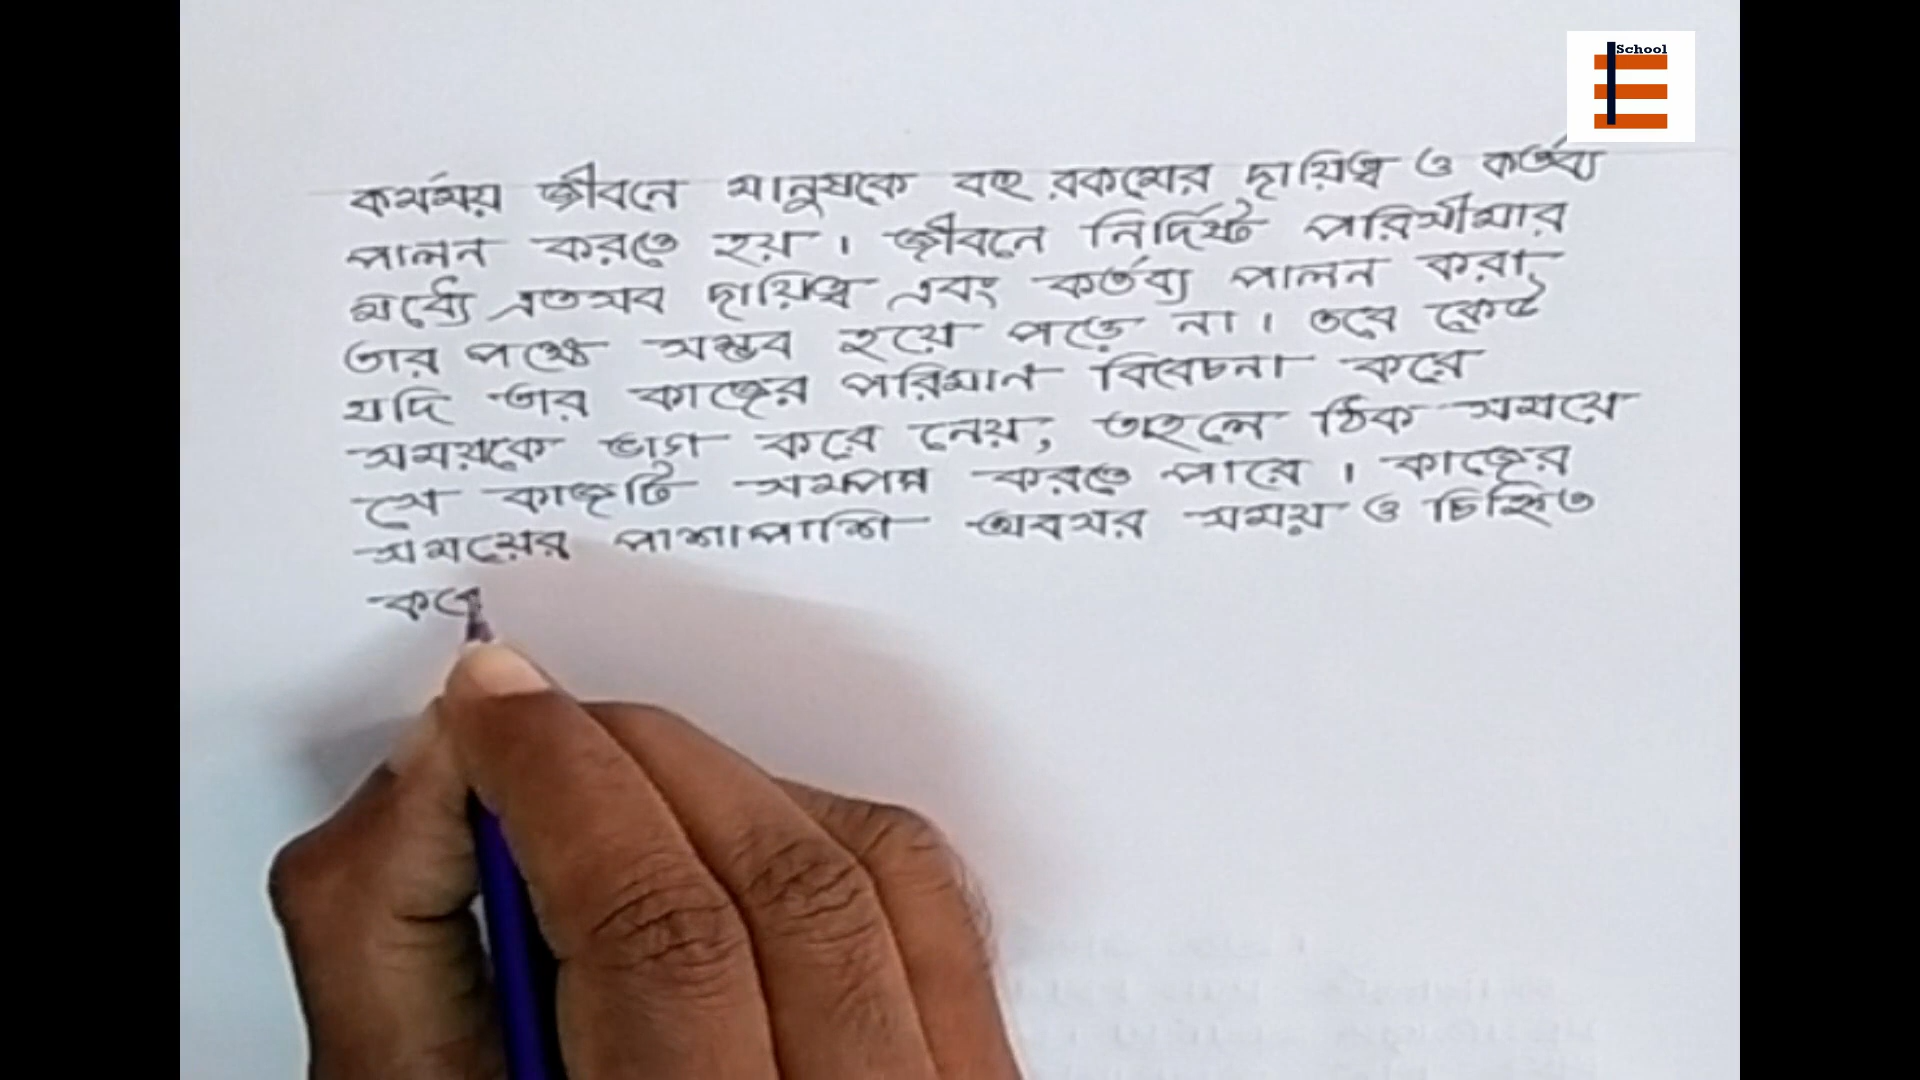 School
কর্মময় জীবনে মানুষকে বহু রকমের দায়িত্ব ও কর্তব্য
পালন করতে হয়। জীবনে নির্দিষ্ট পরিসীমার
মধ্যে এতসব দায়িত্ব এবং কর্তব্য পালন করা
তার পক্ষে সম্ভব হয়ে পড়ে না। তবে কেউ
যদি তার কাজের পরিমান বিবেচনা করে
সময়কে ভাগ করে নেয়, তাহলে ঠিক সময়ে
সে কাজটি সম্পন্ন করতে পারে। কাজের
সময়ের পাশাপাশি অবসর সময় ও চিহ্নিত